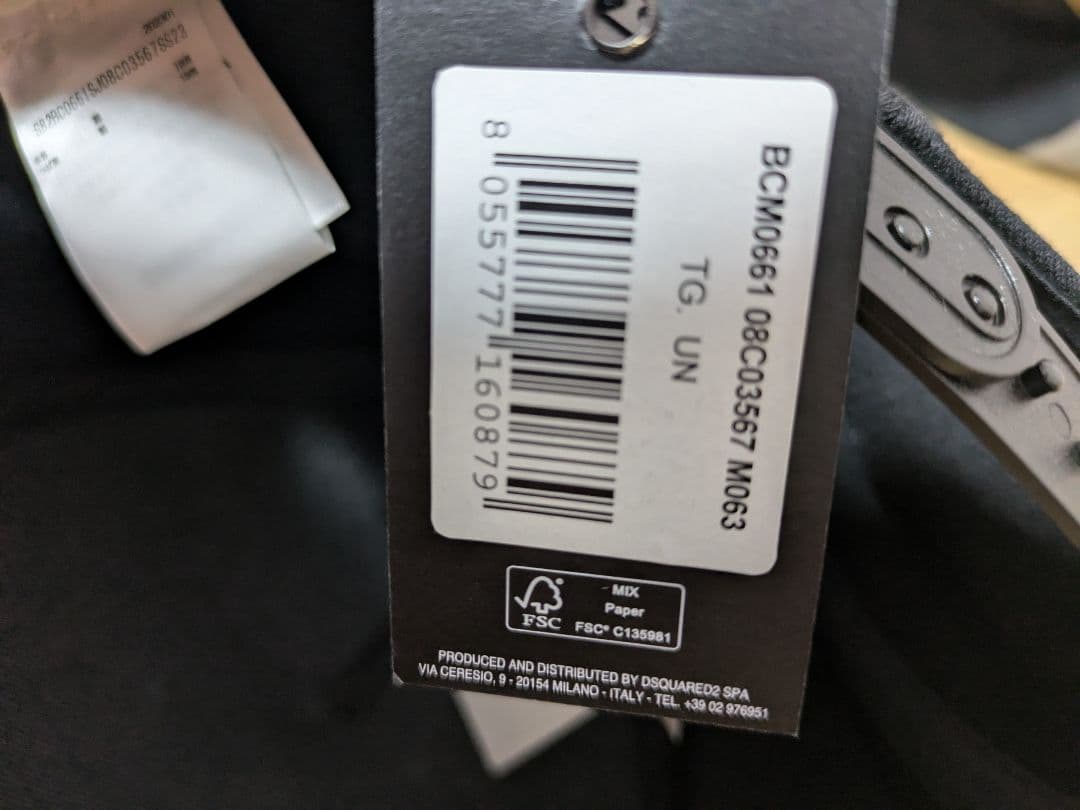 BCM0661 08C03567 M063
TG. UN
8 055777 160879
MIX
Paper
FSC
FSC® C135981
PRODUCED AND DISTRIBUTED BY DSQUARED2 SPA
VIA CERESIO, 9 - 20154 MILANO - ITALY - TEL. +39 02 976951